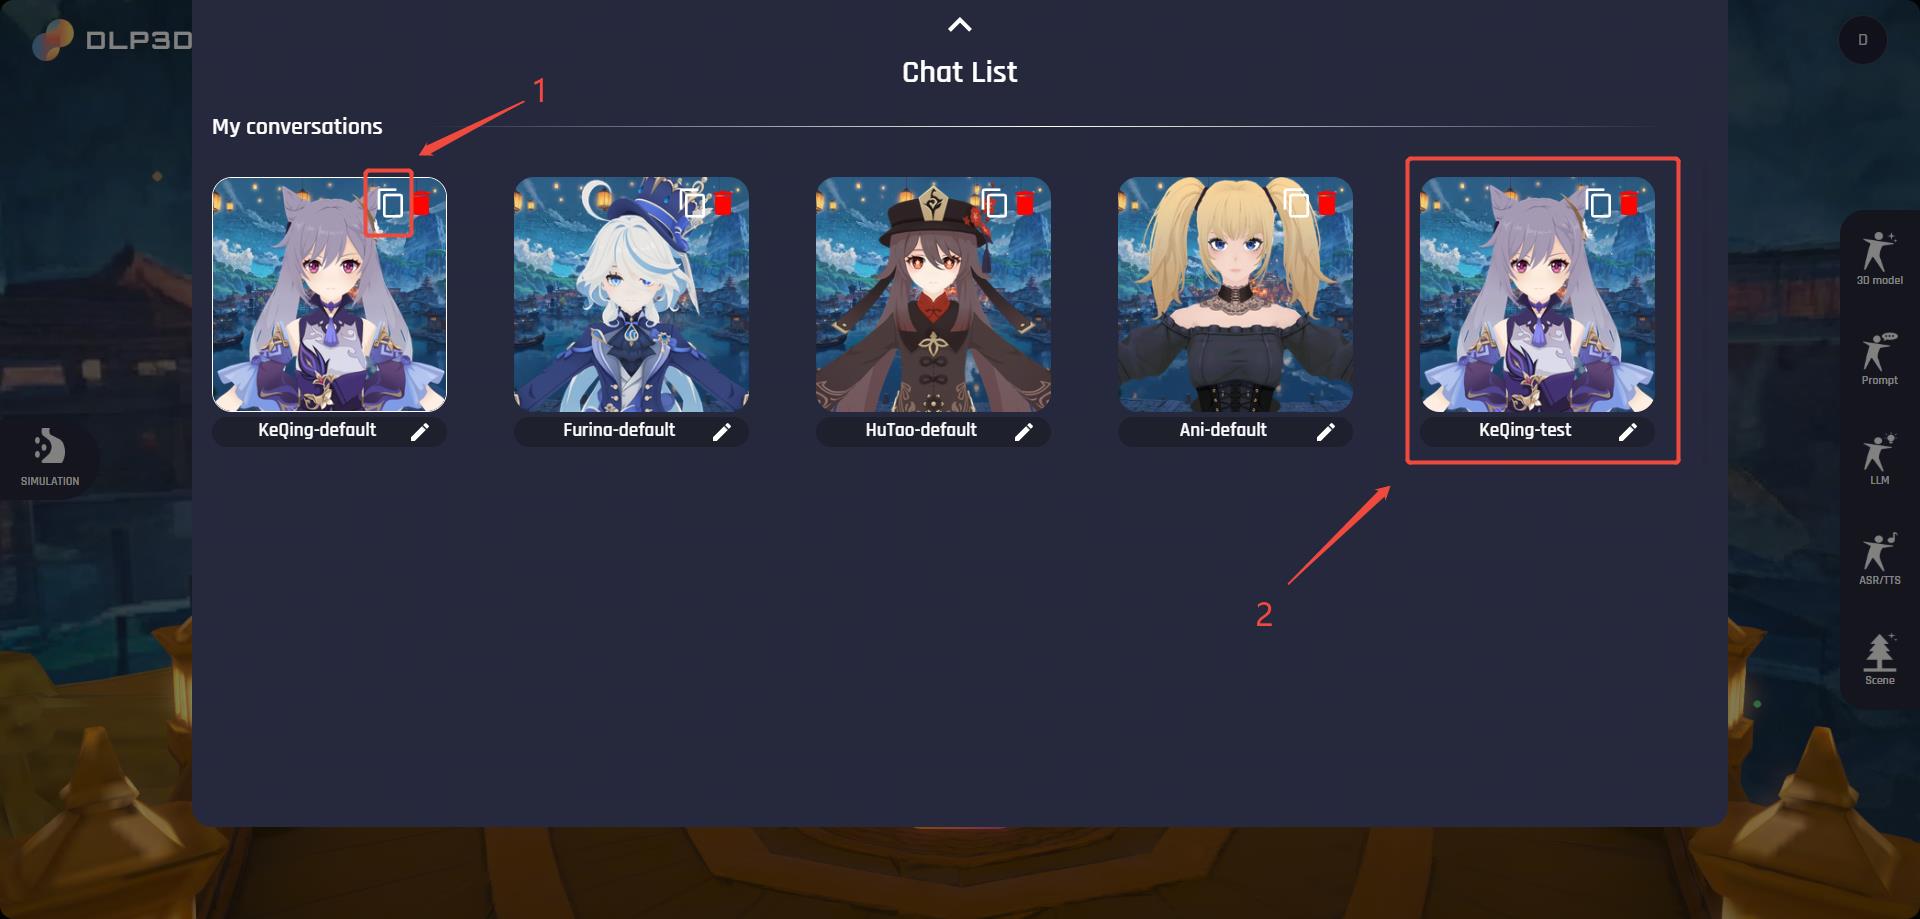 DLP3D
D
Chat List
1
My conversations
KeQing-default
Furina-default
HuTao-default
Ani-default
KeQing-test
2
SIMULATION
3D model
Prompt
LLM
ASR/TTS
Scene